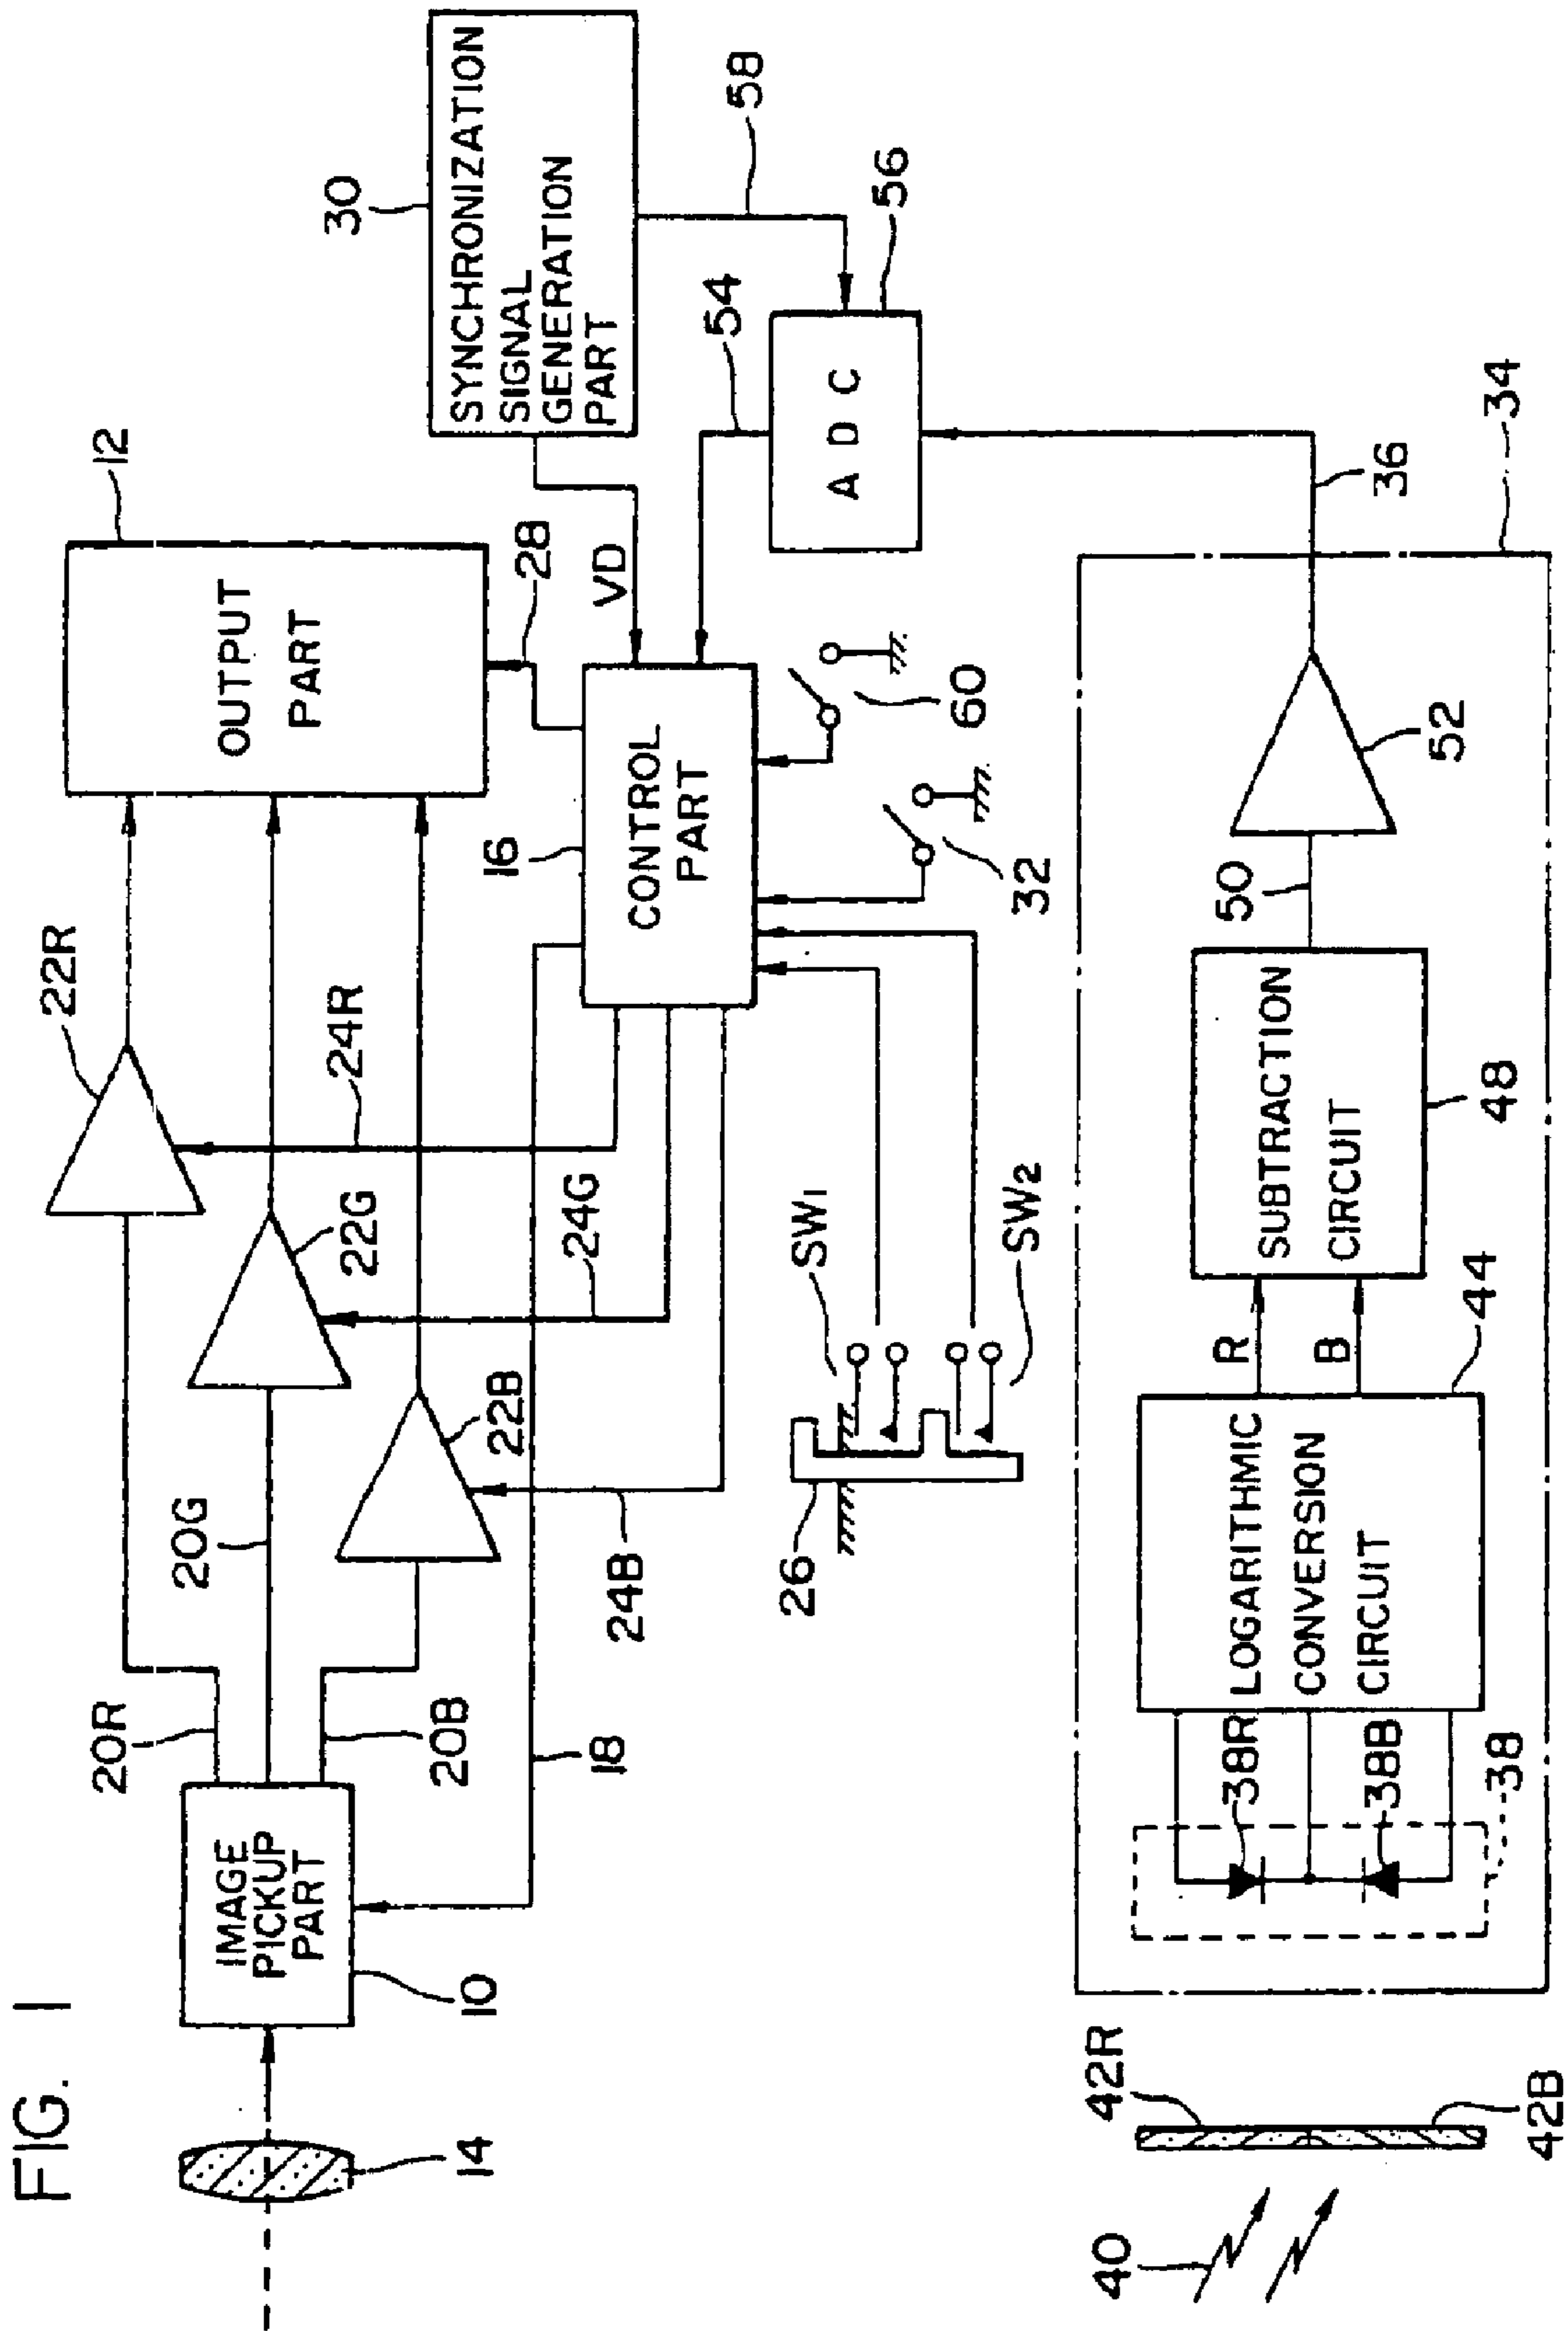 FIG. 1
14
10
IMAGE
PICKUP
PART
20R
20G
20B
18
22R
22G
22B
24R
24G
24B
12
OUTPUT
PART
28
16
CONTROL
PART
VD
30
SYNCHRONIZATION
SIGNAL
GENERATION
PART
58
54
56
ADC
60
32
26
SW1
SW2
40
42R
42B
38R
38B
38
LOGARITHMIC
CONVERSION
CIRCUIT
44
R
B
SUBTRACTION
CIRCUIT
48
50
52
36
34